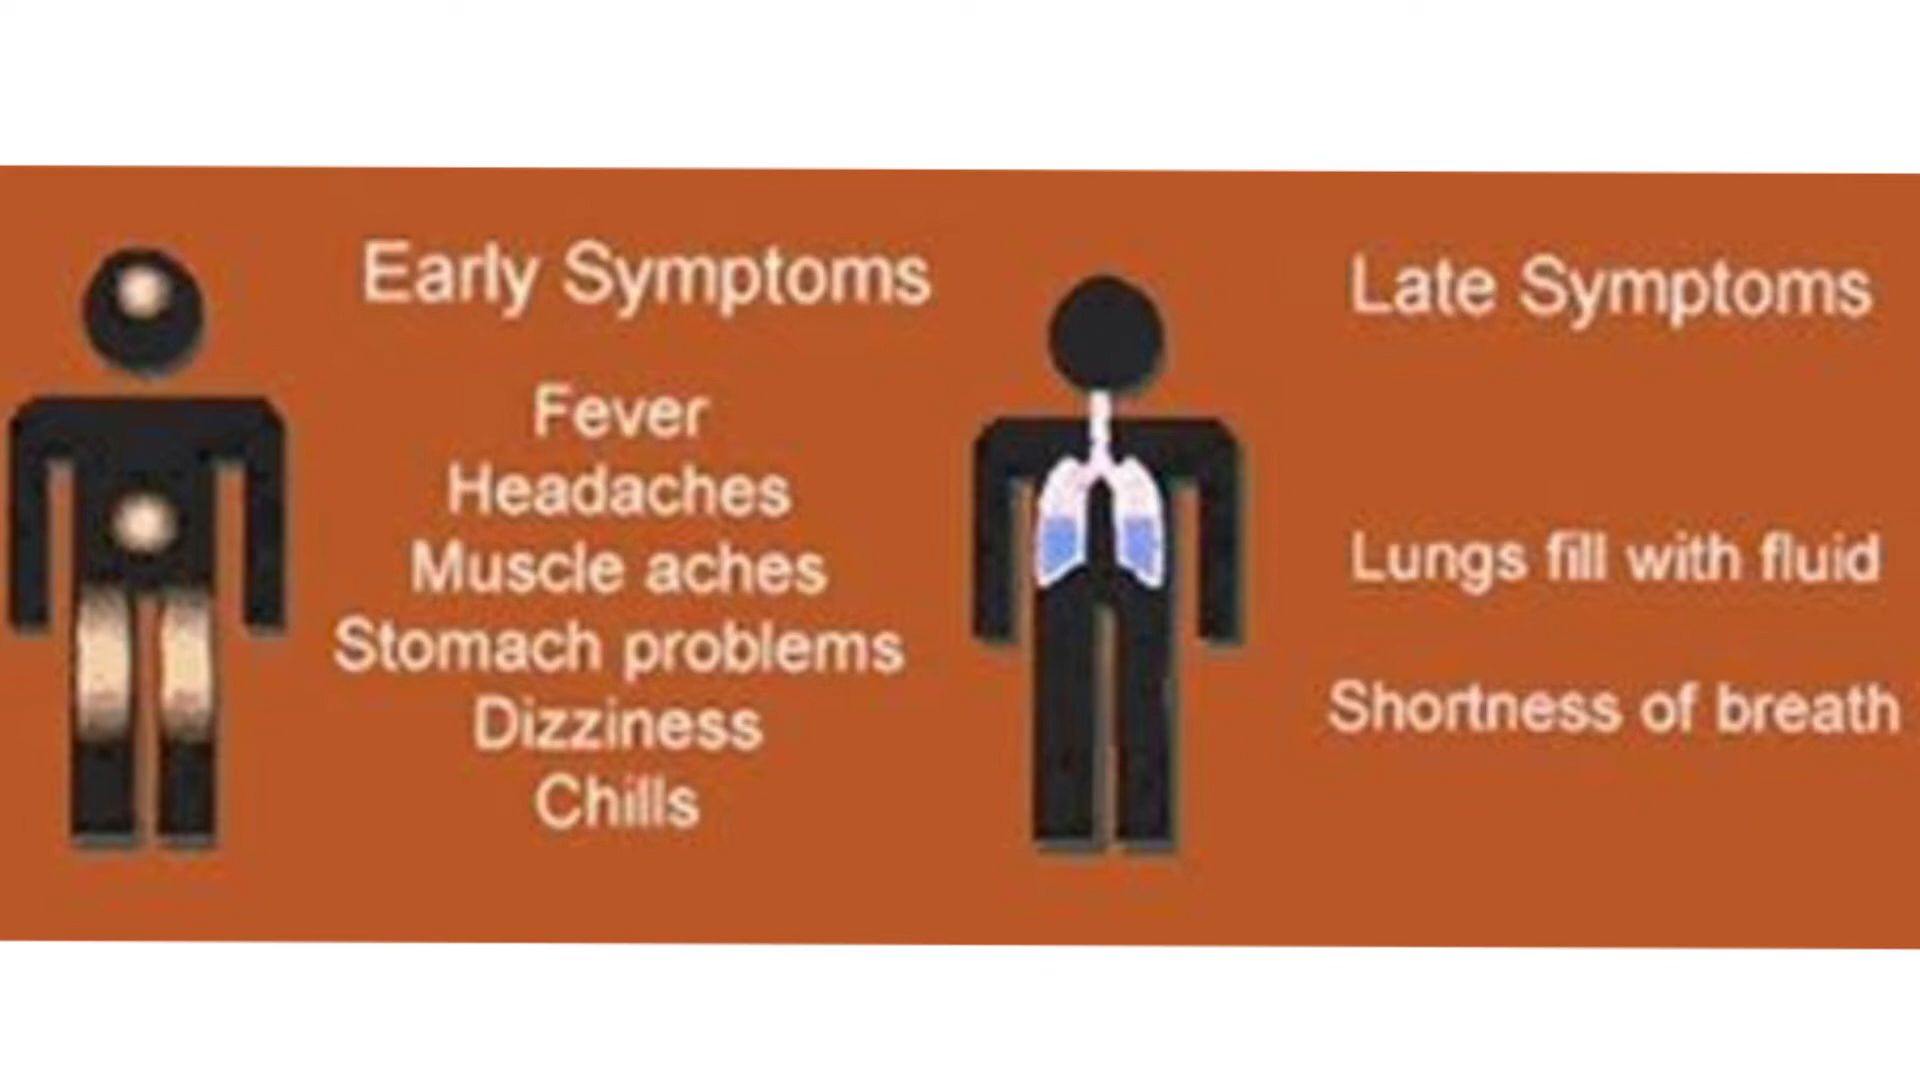 Early Symptoms
Fever
Headaches
Muscle aches
Stomach problems
Dizziness
Chills
Late Symptoms
Lungs fill with fluid
Shortness of breath